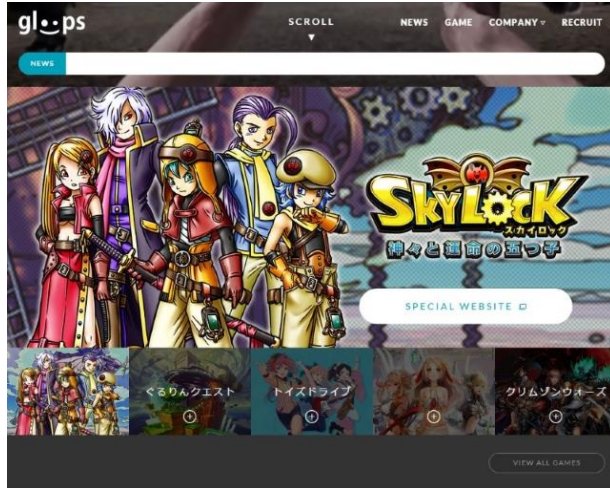 gloops
SCROLL
NEWS GAME COMPANY ▿ RECRUIT
NEWS
SKYLOCK
スカイロック
神々と運命の五つ子
SPECIAL WEBSITE
ぐるりんクエスト
トイズドライブ
クリムゾンウォーズ
VIEW ALL GAMES